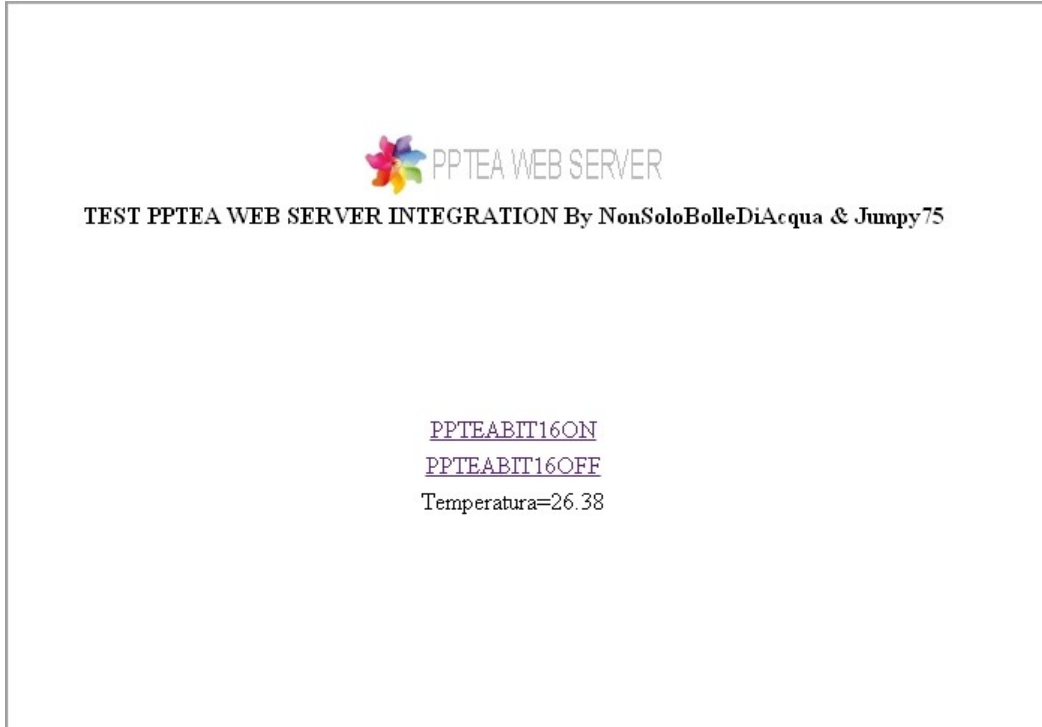 PPTEA WEB SERVER
TEST PPTEA WEB SERVER INTEGRATION By NonSoloBolleDiAcqua & Jumpy75
PPTEABIT16ON
PPTEABIT16OFF
Temperatura=26.38